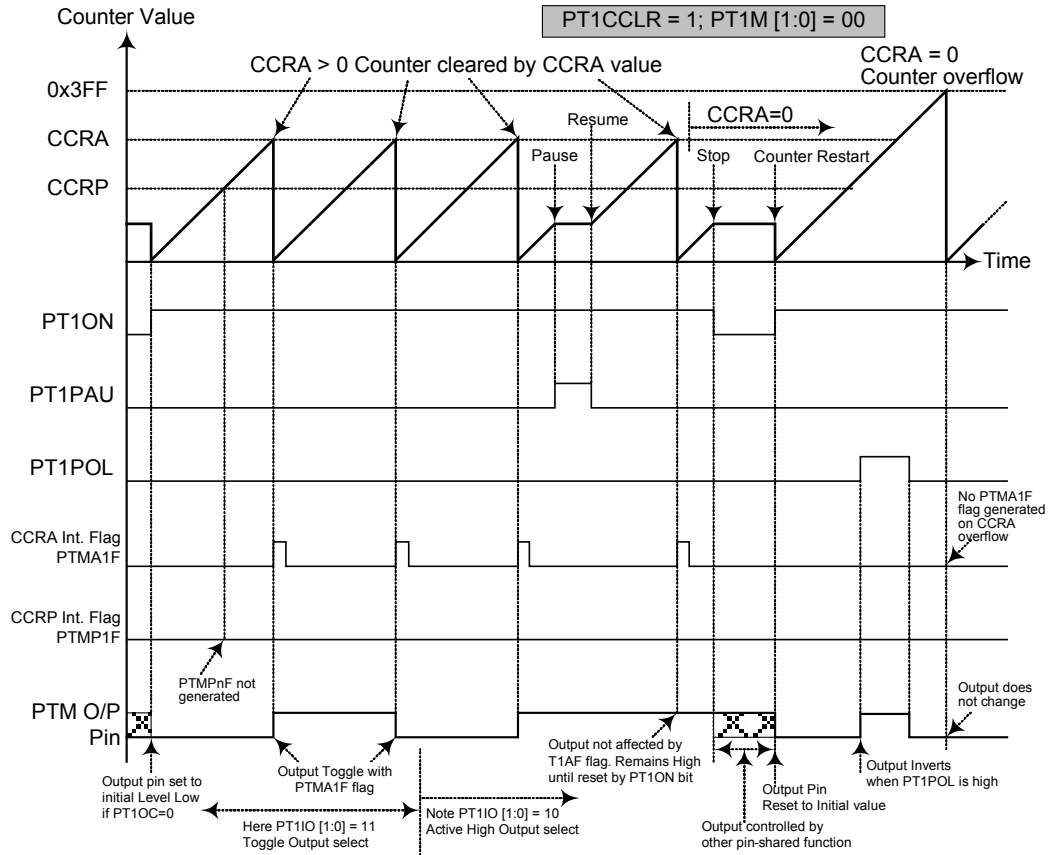 Counter Value
PT1CCLR = 1; PT1M [1:0] = 00
CCRA > 0 Counter cleared by CCRA value
CCRA = 0
Counter overflow
0x3FF
CCRA
CCRP
Resume
CCRA=0
Pause
Stop
Counter Restart
Time
PT1ON
PT1PAU
PT1POL
No PTMA1F
flag generated
on CCRA
overflow
CCRA Int. Flag
PTMA1F
CCRP Int. Flag
PTMP1F
PTMPnF not
generated
PTM O/P
Pin
Output does
not change
Output pin set to
initial Level Low
if PT1OC=0
Output Toggle with
PTMA1F flag
Output not affected by
T1AF flag. Remains High
until reset by PT1ON bit
Output Inverts
when PT1POL is high
Output Pin
Reset to Initial value
Here PT1IO [1:0] = 11
Toggle Output select
Note PT1IO [1:0] = 10
Active High Output select
Output controlled by
other pin-shared function